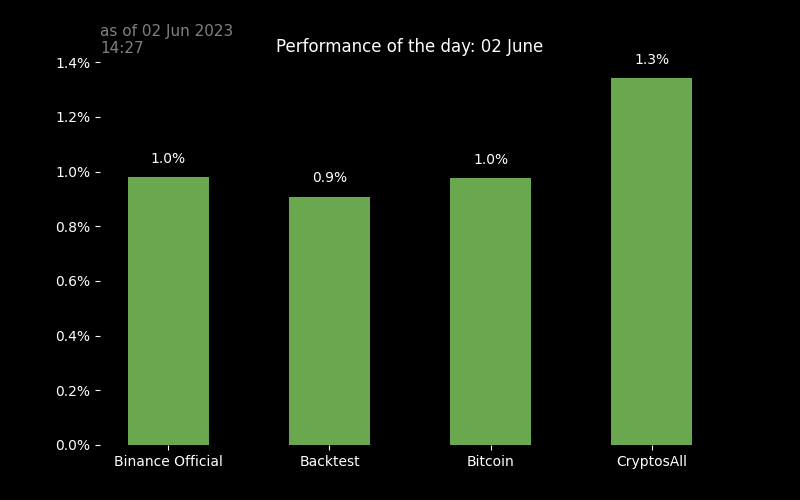 as of 02 Jun 2023
14:27
Performance of the day: 02 June
1.4%
1.2%
1.0%
0.8%
0.6%
0.4%
0.2%
0.0%
1.0%
0.9%
1.0%
1.3%
Binance Official
Backtest
Bitcoin
CryptosAll